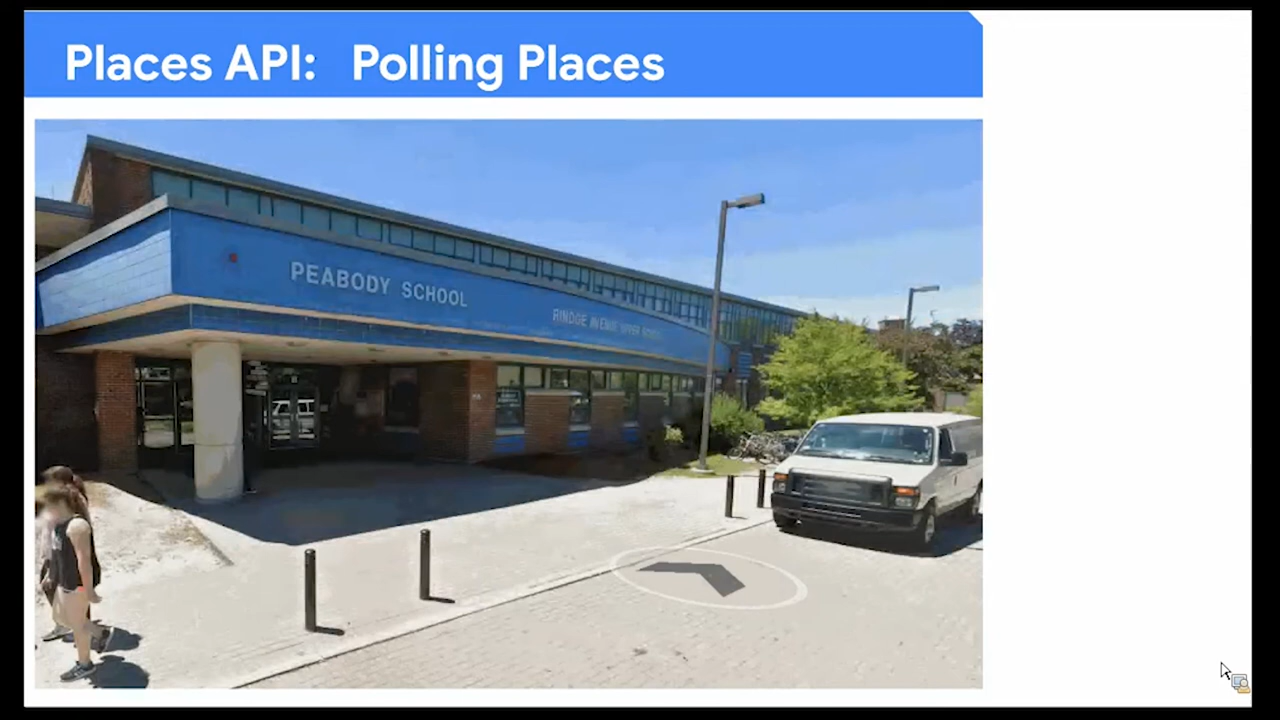 Places API: Polling Places
PEABODY SCHOOL
RINDGE AVENUE UPPER SCHOOL